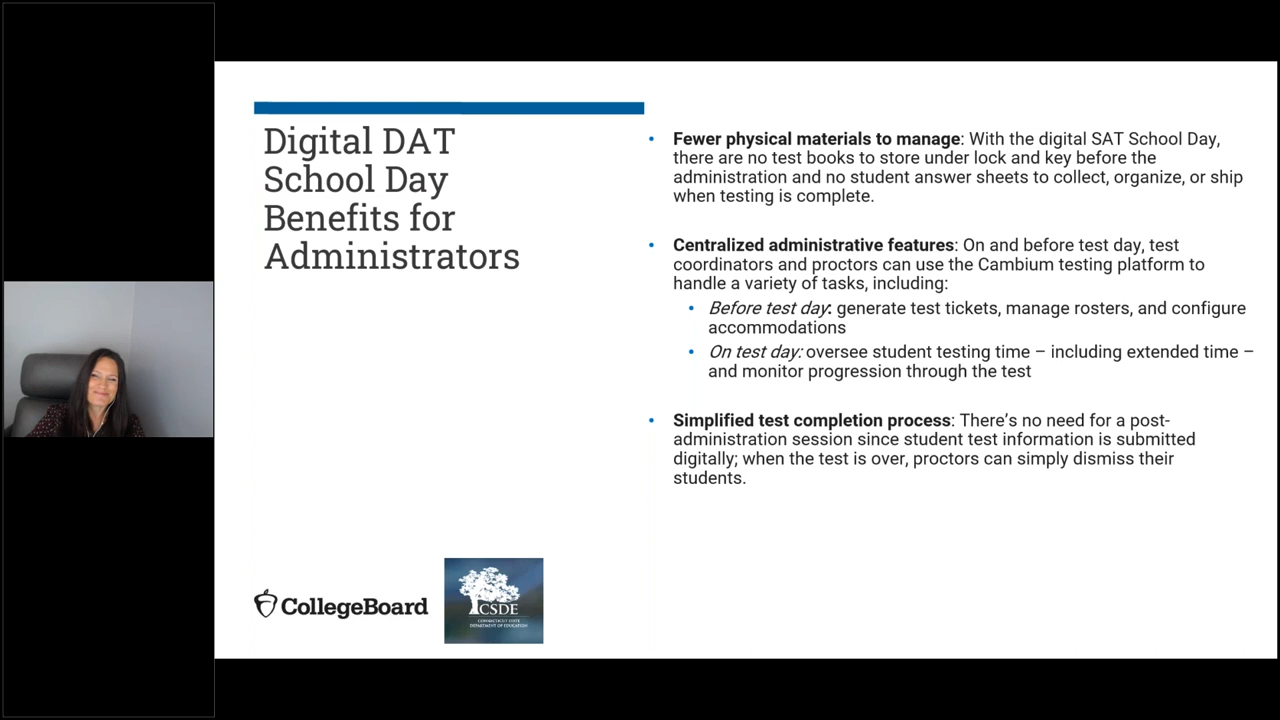 Digital DAT
School Day
Benefits for
Administrators
• Fewer physical materials to manage: With the digital SAT School Day,
there are no test books to store under lock and key before the
administration and no student answer sheets to collect, organize, or ship
when testing is complete.
• Centralized administrative features: On and before test day, test
coordinators and proctors can use the Cambium testing platform to
handle a variety of tasks, including:
• Before test day: generate test tickets, manage rosters, and configure
accommodations
• On test day: oversee student testing time – including extended time –
and monitor progression through the test
• Simplified test completion process: There's no need for a post-
administration session since student test information is submitted
digitally; when the test is over, proctors can simply dismiss their
students.
CollegeBoard
CSDE
CONNECTICUT STATE
DEPARTMENT OF EDUCATION